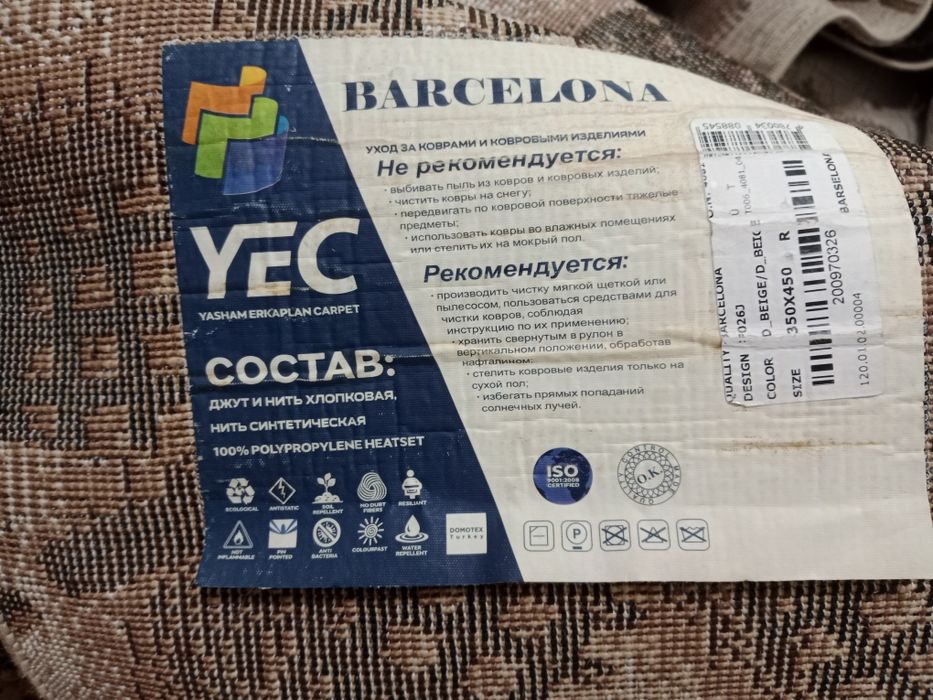 BARCELONA
УХОД ЗА КОВРАМИ И КОВРОВЫМИ ИЗДЕЛИЯМИ
Не рекомендуется:
· выбивать пыль из ковров и ковровых изделий;
· чистить ковры на снегу;
· передвигать по ковровой поверхности тяжелые
предметы;
· использовать ковры во влажных помещениях
или стелить их на мокрый пол.
Рекомендуется:
· производить чистку мягкой щеткой или
пылесосом, пользоваться средствами для
чистки ковров, соблюдая
инструкцию по их применению;
· хранить свернутым в рулон в
вертикальном положении, обработав
нафталином;
· стелить ковровые изделия только на
сухой пол;
· избегать прямых попаданий
солнечных лучей.
YEC
YASHAM ERKAPLAN CARPET
СОСТАВ:
ДЖУТ И НИТЬ ХЛОПКОВАЯ,
НИТЬ СИНТЕТИЧЕСКАЯ
100% POLYPROPYLENE HEATSET
ECOLOGICAL
ANTISTATIC
SOIL
REPELLENT
NO DUST
FIBERS
RESILIANT
NOT
INFLAMMABLE
PIN
POINTED
ANTI
BACTERIA
COLOURFAST
WATER
REPELLENT
DOMOTEX
Turkey
ISO
9001:2008
CERTIFIED
O.K.
P
088545
760034
QUALITY BARCELONA
DESIGN
COLOR D_BEIGE/D_BEIGE
SIZE 350X450 R
200970326
BARSELONA